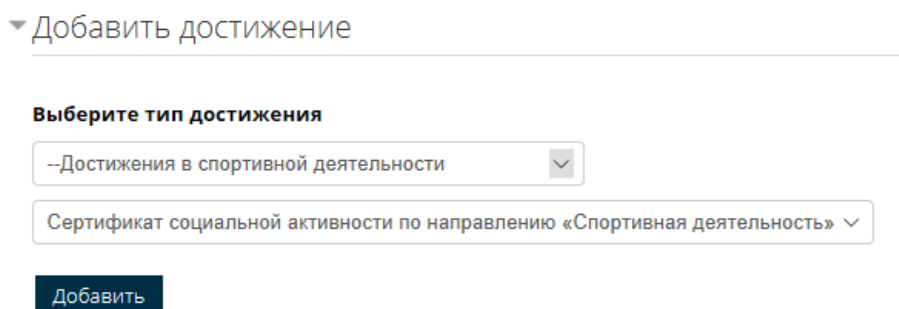 Добавить достижение
Выберите тип достижения
--Достижения в спортивной деятельности
Сертификат социальной активности по направлению «Спортивная деятельность»
Добавить